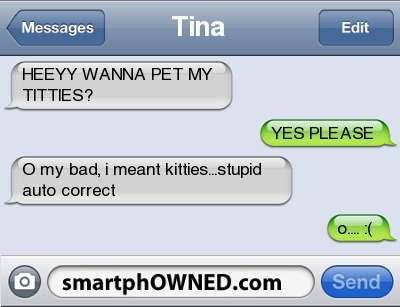 Messages
Tina
Edit
HEEYY WANNA PET MY
TITTIES?
YES PLEASE
O my bad, i meant kitties...stupid
auto correct
o.... :(
smartphOWNED.com
Send